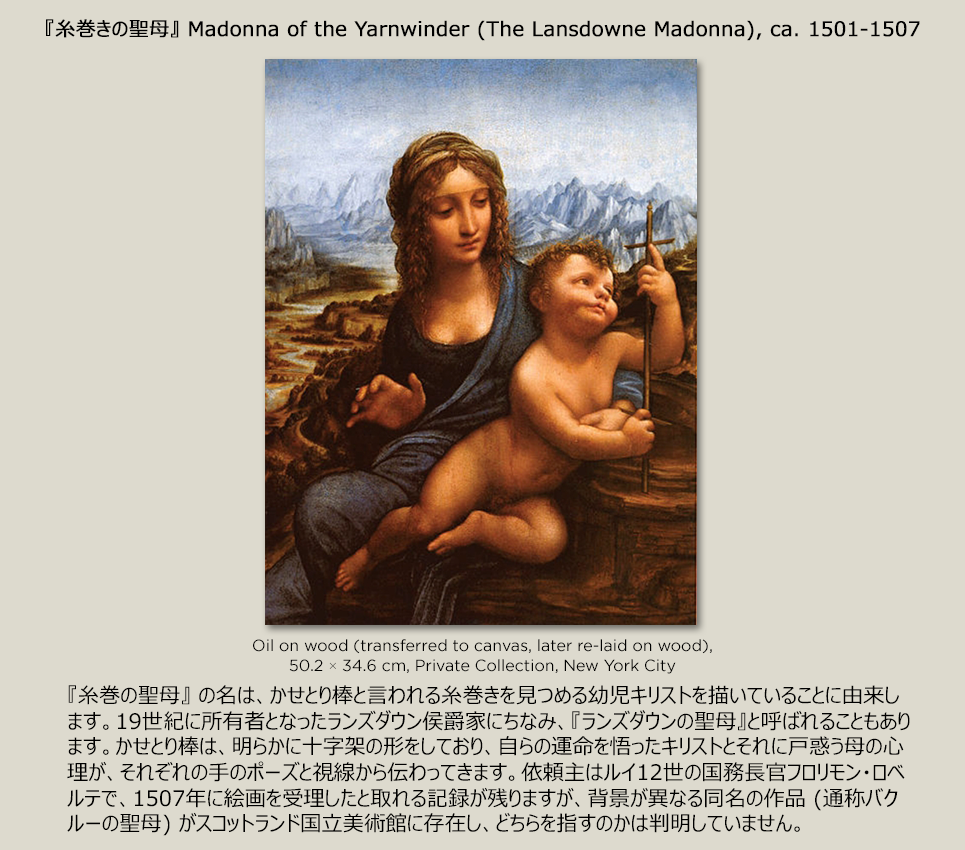 『糸巻きの聖母』 Madonna of the Yarnwinder (The Lansdowne Madonna), ca. 1501-1507
Oil on wood (transferred to canvas, later re-laid on wood),
50.2 × 34.6 cm, Private Collection, New York City
『糸巻の聖母』 の名は、かせとり棒と言われる糸巻きを見つめる幼児キリストを描いていることに由来し
ます。19世紀に所有者となったランズダウン侯爵家にちなみ、『ランズダウンの聖母』と呼ばれることもあり
ます。かせとり棒は、明らかに十字架の形をしており、自らの運命を悟ったキリストとそれに戸惑う母の心
理が、それぞれの手のポーズと視線から伝わってきます。依頼主はルイ12世の国務長官フロリモン・ロベ
ルテで、1507年に絵画を受理したと取れる記録が残りますが、背景が異なる同名の作品 (通称バク
ルーの聖母) がスコットランド国立美術館に存在し、どちらを指すのかは判明していません。